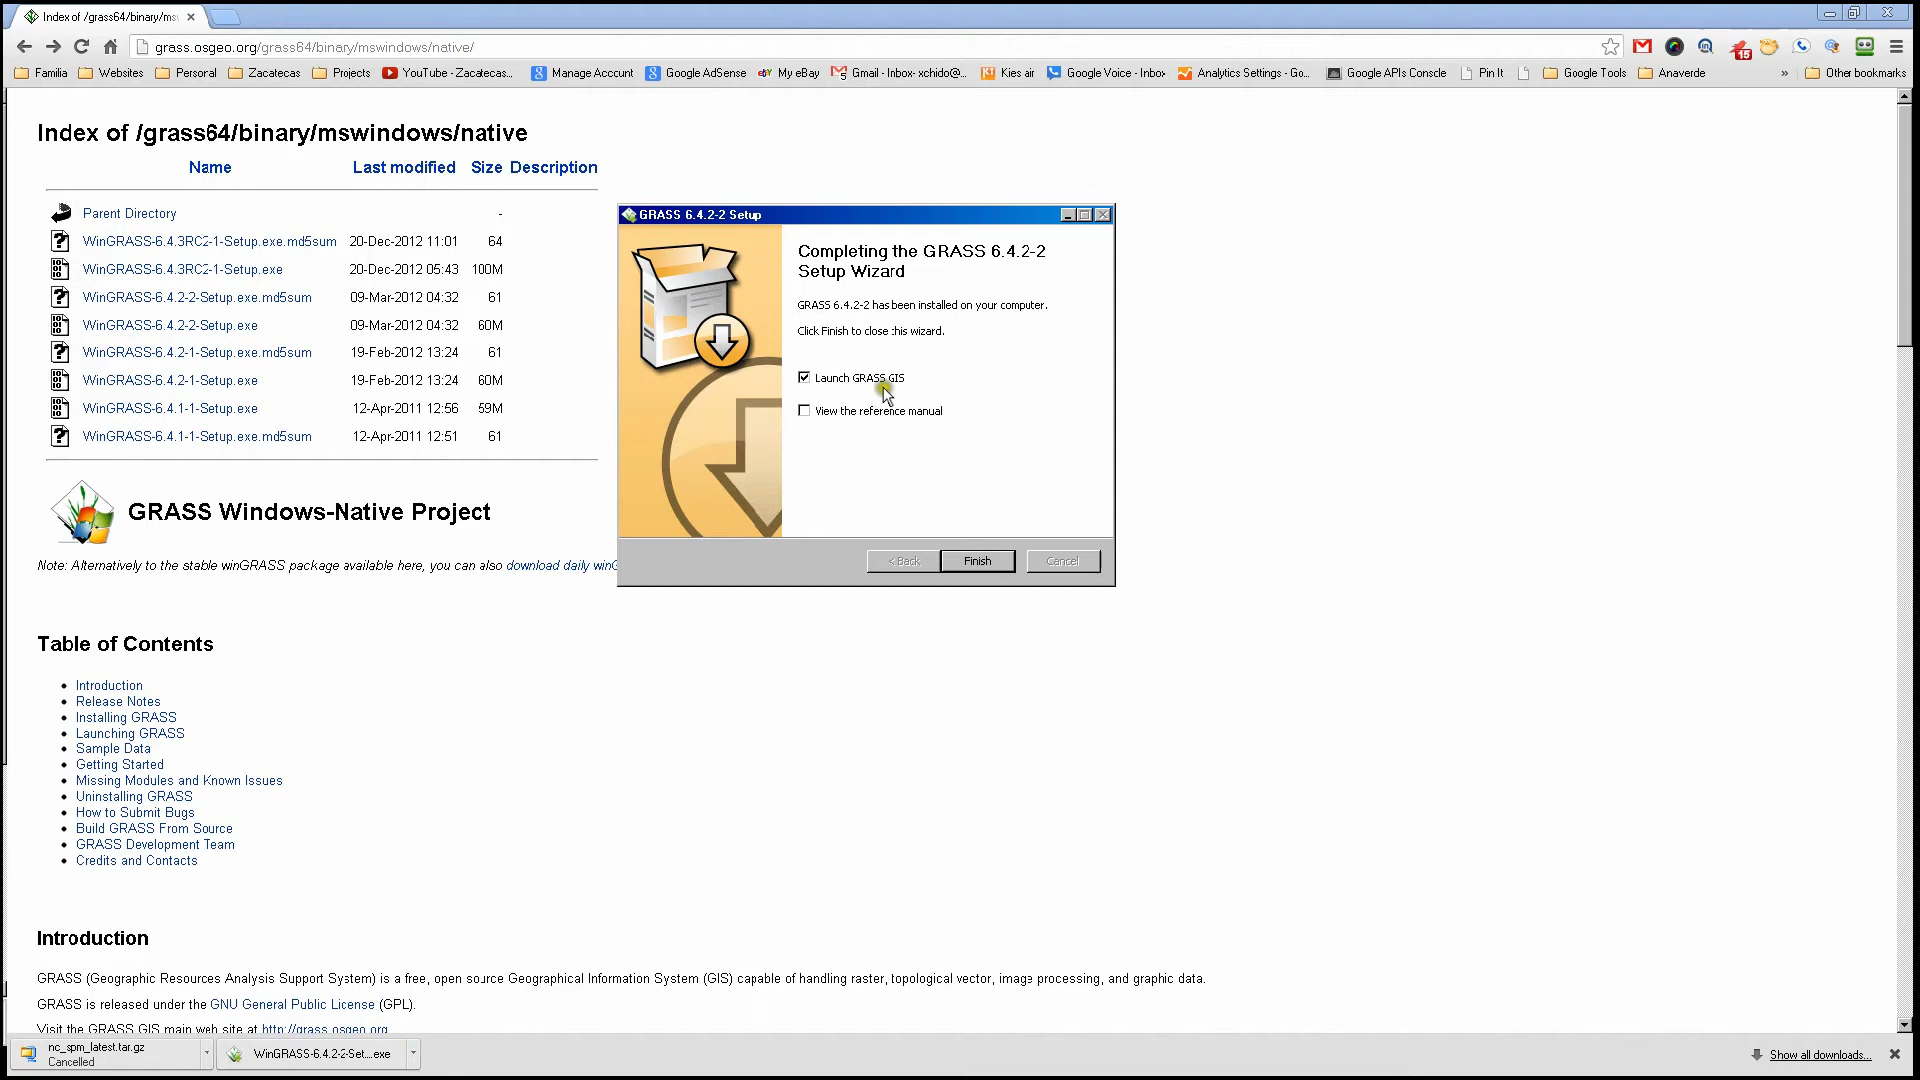 Index of /grass64/binary/ms
grass.osgeo.org/grass64/binary/mswindows/native/
15
Familia Websites Personal Zacatecas Projects YouTube - Zacatecas... Manage Account Google AdSense My eBay Gmail - Inbox- xchido@... Kies air Google Voice - Inbox Analytics Settings - Go... Google APIs Console Pin It Google Tools Anaverde » Other bookmarks
Index of /grass64/binary/mswindows/native
Name Last modified Size Description
Parent Directory -
WinGRASS-6.4.3RC2-1-Setup.exe.md5sum 20-Dec-2012 11:01 64
WinGRASS-6.4.3RC2-1-Setup.exe 20-Dec-2012 05:43 100M
WinGRASS-6.4.2-2-Setup.exe.md5sum 09-Mar-2012 04:32 61
WinGRASS-6.4.2-2-Setup.exe 09-Mar-2012 04:32 60M
WinGRASS-6.4.2-1-Setup.exe.md5sum 19-Feb-2012 13:24 61
WinGRASS-6.4.2-1-Setup.exe 19-Feb-2012 13:24 60M
WinGRASS-6.4.1-1-Setup.exe 12-Apr-2011 12:56 59M
WinGRASS-6.4.1-1-Setup.exe.md5sum 12-Apr-2011 12:51 61
GRASS Windows-Native Project
Note: Alternatively to the stable winGRASS package available here, you can also download daily winG
GRASS 6.4.2-2 Setup
Completing the GRASS 6.4.2-2
Setup Wizard
GRASS 6.4.2-2 has been installed on your computer.
Click Finish to close this wizard.
Launch GRASS GIS
View the reference manual
< Back Finish Cancel
Table of Contents
Introduction
Release Notes
Installing GRASS
Launching GRASS
Sample Data
Getting Started
Missing Modules and Known Issues
Uninstalling GRASS
How to Submit Bugs
Build GRASS From Source
GRASS Development Team
Credits and Contacts
Introduction
GRASS (Geographic Resources Analysis Support System) is a free, open source Geographical Information System (GIS) capable of handling raster, topological vector, image processing, and graphic data.
GRASS is released under the GNU General Public License (GPL).
Visit the GRASS GIS main web site at http://grass.osgeo.org
nc_spm_latest.tar.gz
Cancelled
WinGRASS-6.4.2-2-Set....exe
Show all downloads...